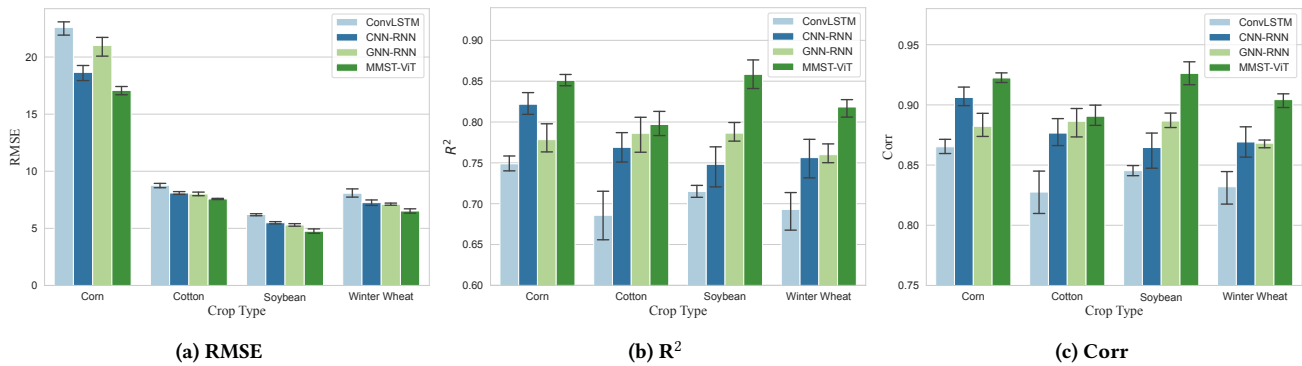 ConvLSTM
CNN-RNN
GNN-RNN
MMST-ViT
20
15
10
5
0
RMSE
Corn Cotton Soybean Winter Wheat
Crop Type
(a) RMSE
ConvLSTM
CNN-RNN
GNN-RNN
MMST-ViT
0.90
0.85
0.80
0.75
0.70
0.65
0.60
R²
Corn Cotton Soybean Winter Wheat
Crop Type
(b) R²
ConvLSTM
CNN-RNN
GNN-RNN
MMST-ViT
0.95
0.90
0.85
0.80
0.75
Corr
Corn Cotton Soybean Winter Wheat
Crop Type
(c) Corr